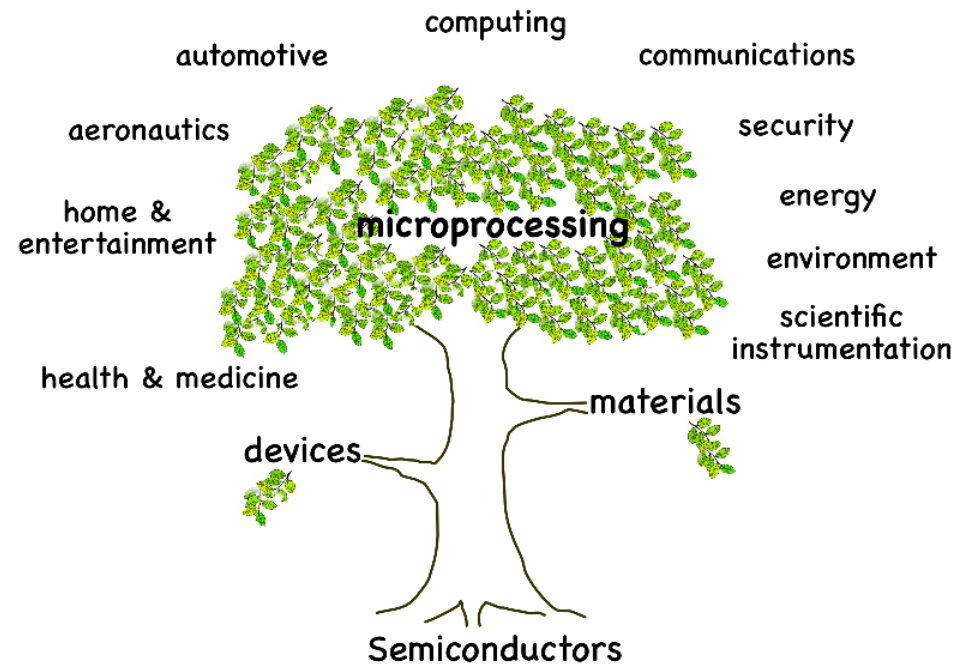 computing
automotive
communications
aeronautics
security
home &
entertainment
energy
microprocessing
environment
scientific
instrumentation
health & medicine
materials
devices
Semiconductors